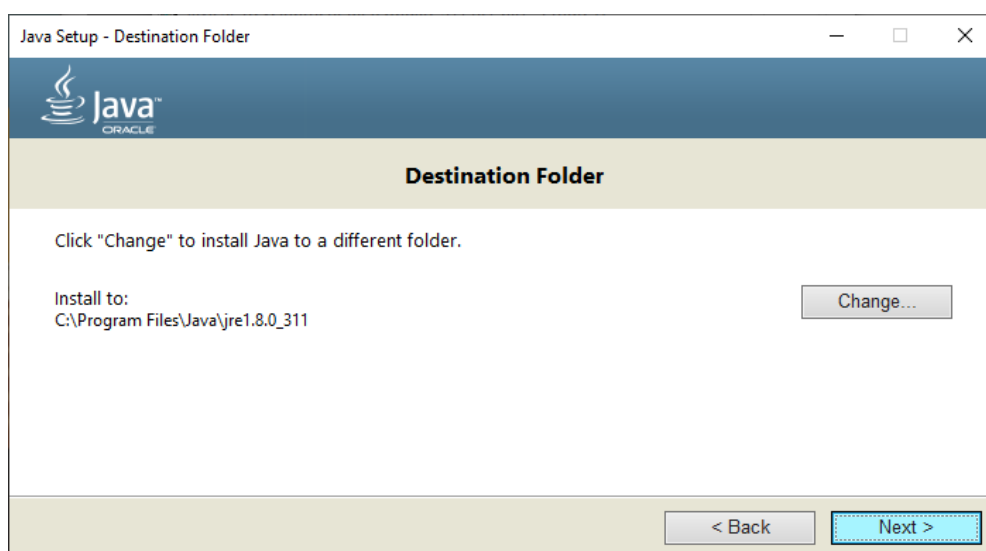 Java Setup - Destination Folder
Java™
ORACLE
Destination Folder
Click "Change" to install Java to a different folder.
Install to:
C:\Program Files\Java\jre1.8.0_311
Change...
< Back
Next >